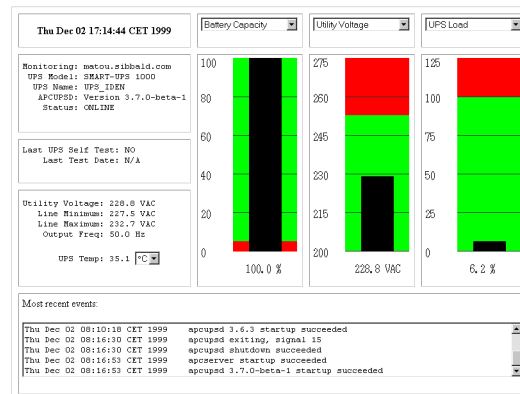 Thu Dec 02 17:14:44 CET 1999
Monitoring: matou.sibbald.com
UPS Model: SMART-UPS 1000
UPS Name: UPS_IDEN
APCUPSD: Version 3.7.0-beta-1
Status: ONLINE
Last UPS Self Test: NO
Last Test Date: N/A
Utility Voltage: 228.8 VAC
Line Minimum: 227.5 VAC
Line Maximum: 232.7 VAC
Output Freq: 50.0 Hz
UPS Temp: 35.1 °C
Battery Capacity
100
80
60
40
20
0
100.0 %
Utility Voltage
275
260
245
230
215
200
228.8 VAC
UPS Load
125
100
75
50
25
0
6.2 %
Most recent events:
Thu Dec 02 08:10:18 CET 1999 apcupsd 3.6.3 startup succeeded
Thu Dec 02 08:16:30 CET 1999 apcupsd exiting, signal 15
Thu Dec 02 08:16:30 CET 1999 apcupsd shutdown succeeded
Thu Dec 02 08:16:53 CET 1999 apcserver startup succeeded
Thu Dec 02 08:16:53 CET 1999 apcupsd 3.7.0-beta-1 startup succeeded